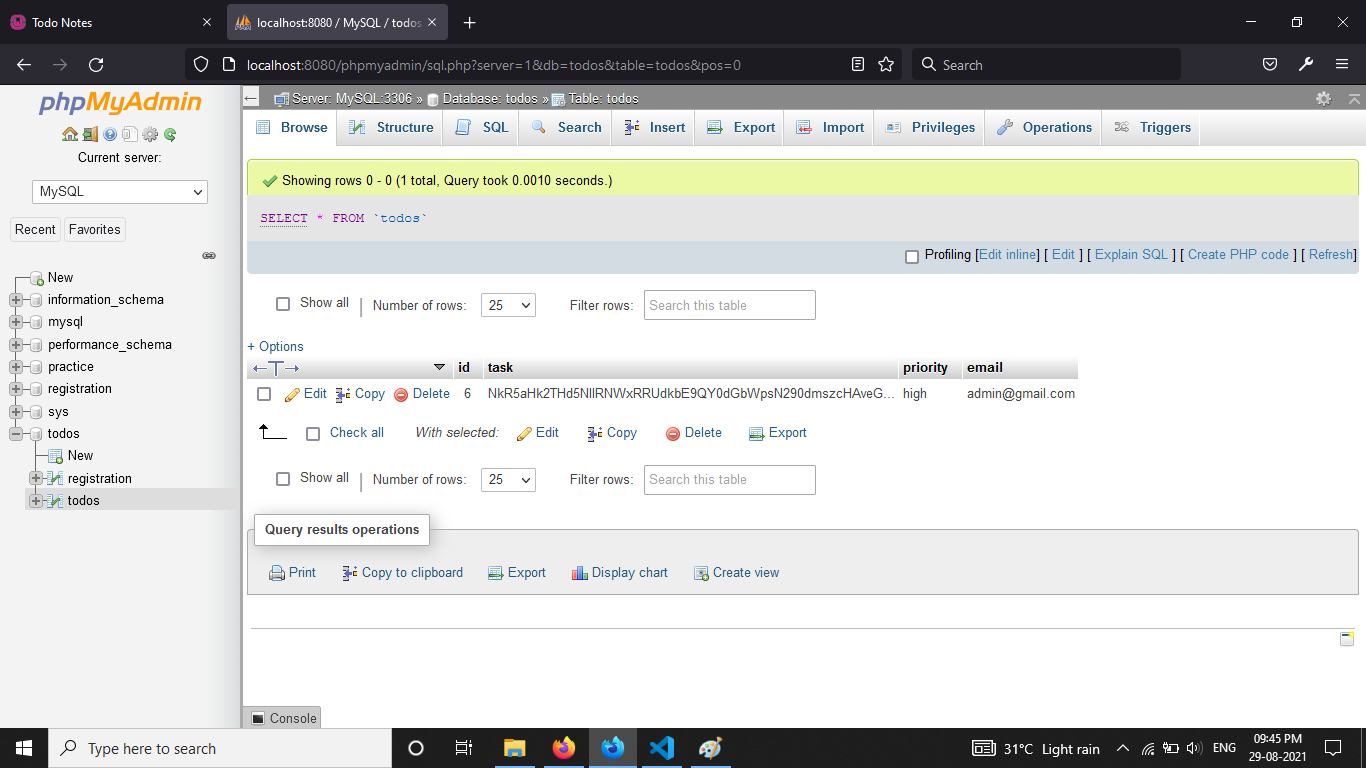 Todo Notes
localhost:8080 / MySQL / todos
localhost:8080/phpmyadmin/sql.php?server=1&db=todos&table=todos&pos=0
Search
phpMyAdmin
Current server:
MySQL
Recent Favorites
New
information_schema
mysql
performance_schema
practice
registration
sys
todos
New
registration
todos
Server: MySQL:3306 » Database: todos » Table: todos
Browse Structure SQL Search Insert Export Import Privileges Operations Triggers
Showing rows 0 - 0 (1 total, Query took 0.0010 seconds.)
SELECT * FROM `todos`
Profiling [Edit inline] [ Edit ] [ Explain SQL ] [ Create PHP code ] [ Refresh]
Show all Number of rows: 25 Filter rows: Search this table
+ Options
id task priority email
Edit Copy Delete 6 high admin@gmail.com
Check all With selected: Edit Copy Delete Export
Show all Number of rows: 25 Filter rows: Search this table
Query results operations
Print Copy to clipboard Export Display chart Create view
Console
Type here to search
31°C Light rain ENG 09:45 PM
29-08-2021